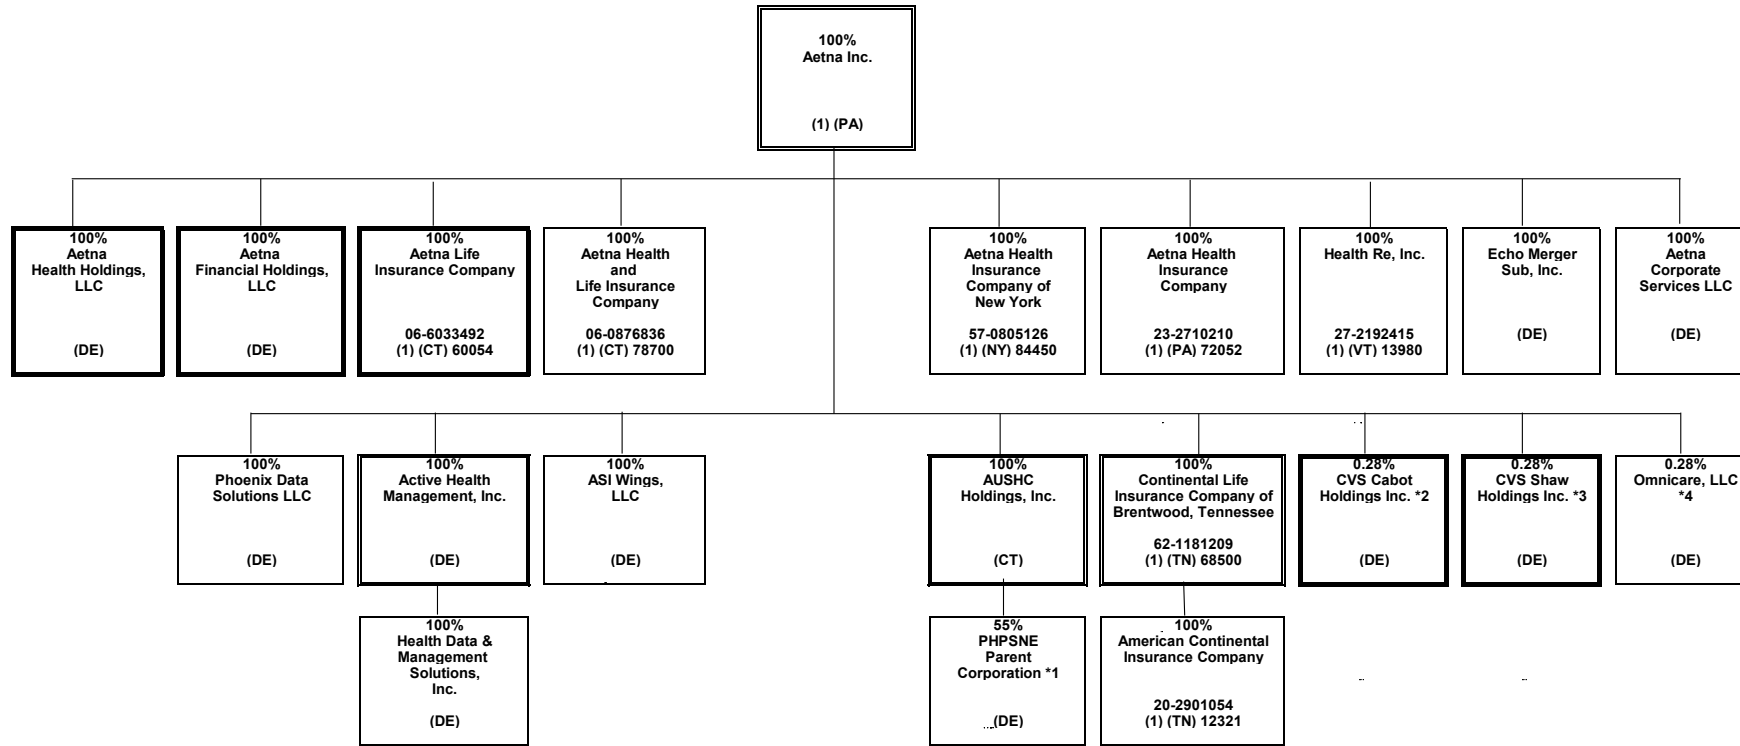 100%
Aetna Inc.
(1) (PA)
100%
Aetna
Health Holdings,
LLC
(DE)
100%
Aetna
Financial Holdings,
LLC
(DE)
100%
Aetna Life
Insurance Company
06-6033492
(1) (CT) 60054
100%
Aetna Health
and
Life Insurance
Company
06-0876836
(1) (CT) 78700
100%
Aetna Health
Insurance
Company of
New York
57-0805126
(1) (NY) 84450
100%
Aetna Health
Insurance
Company
23-2710210
(1) (PA) 72052
100%
Health Re, Inc.
27-2192415
(1) (VT) 13980
100%
Echo Merger
Sub, Inc.
(DE)
100%
Aetna
Corporate
Services LLC
(DE)
100%
Phoenix Data
Solutions LLC
(DE)
100%
Active Health
Management, Inc.
(DE)
100%
ASI Wings,
LLC
(DE)
100%
AUSHC
Holdings, Inc.
(CT)
100%
Continental Life
Insurance Company of
Brentwood, Tennessee
62-1181209
(1) (TN) 68500
0.28%
CVS Cabot
Holdings Inc. *2
(DE)
0.28%
CVS Shaw
Holdings Inc. *3
(DE)
0.28%
Omnicare, LLC
*4
(DE)
100%
Health Data &
Management
Solutions,
Inc.
(DE)
55%
PHPSNE
Parent
Corporation *1
(DE)
100%
American Continental
Insurance Company
20-2901054
(1) (TN) 12321